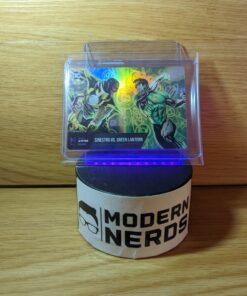 SINESTRO VS. GREEN LANTERN
MODERN
NERDS